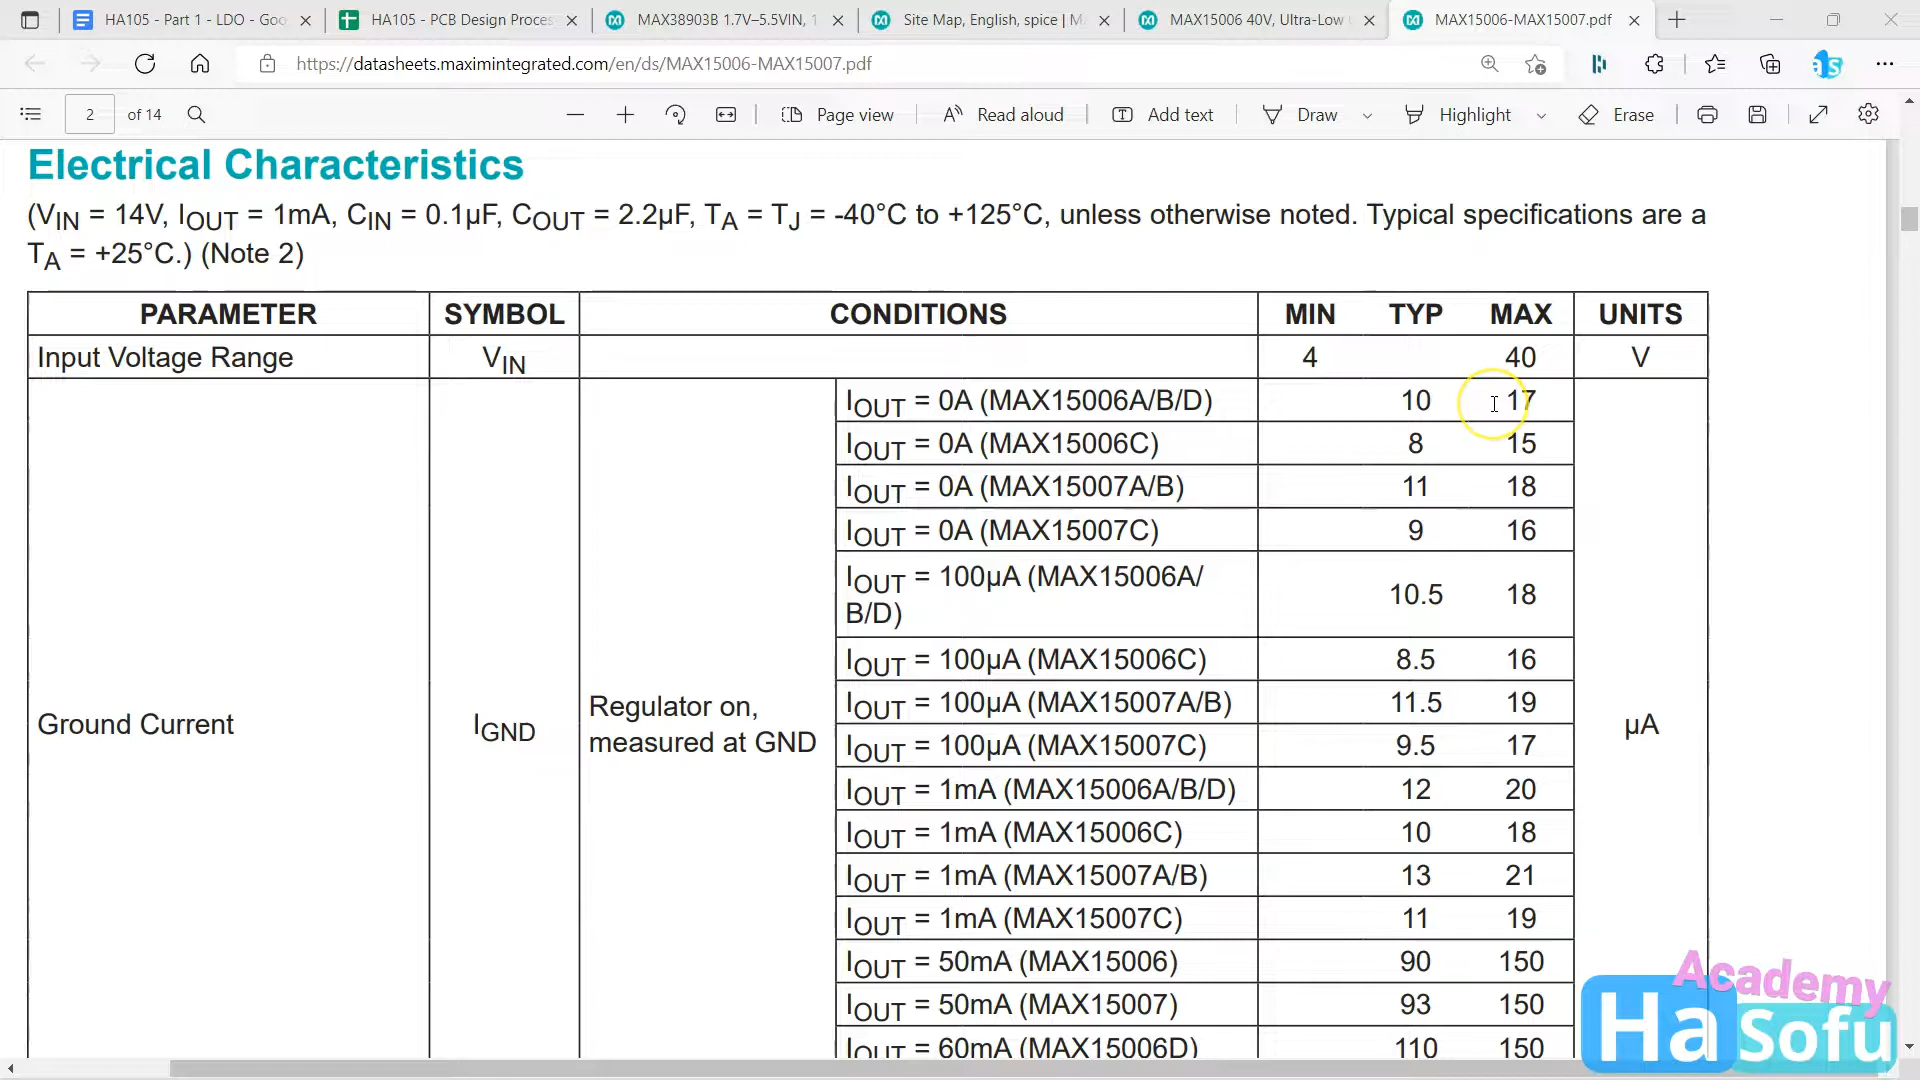 HA105 - Part 1 - LDO - Goo
HA105 - PCB Design Proces
MAX38903B 1.7V–5.5VIN, 1
Site Map, English, spice | M
MAX15006 40V, Ultra-Low
MAX15006-MAX15007.pdf
https://datasheets.maximintegrated.com/en/ds/MAX15006-MAX15007.pdf
2 of 14
Page view
Read aloud
Add text
Draw
Highlight
Erase
Electrical Characteristics
(VIN = 14V, IOUT = 1mA, CIN = 0.1µF, COUT = 2.2µF, TA = TJ = -40°C to +125°C, unless otherwise noted. Typical specifications are a
TA = +25°C.) (Note 2)
PARAMETER SYMBOL CONDITIONS MIN TYP MAX UNITS
Input Voltage Range VIN 4 40 V
IOUT = 0A (MAX15006A/B/D) 10 17
IOUT = 0A (MAX15006C) 8 15
IOUT = 0A (MAX15007A/B) 11 18
IOUT = 0A (MAX15007C) 9 16
IOUT = 100µA (MAX15006A/
B/D) 10.5 18
IOUT = 100µA (MAX15006C) 8.5 16
IOUT = 100µA (MAX15007A/B) 11.5 19
Ground Current IGND Regulator on,
measured at GND µA
IOUT = 100µA (MAX15007C) 9.5 17
IOUT = 1mA (MAX15006A/B/D) 12 20
IOUT = 1mA (MAX15006C) 10 18
IOUT = 1mA (MAX15007A/B) 13 21
IOUT = 1mA (MAX15007C) 11 19
IOUT = 50mA (MAX15006) 90 150
IOUT = 50mA (MAX15007) 93 150
IOUT = 60mA (MAX15006D) 110 150
Academy
HaSofu